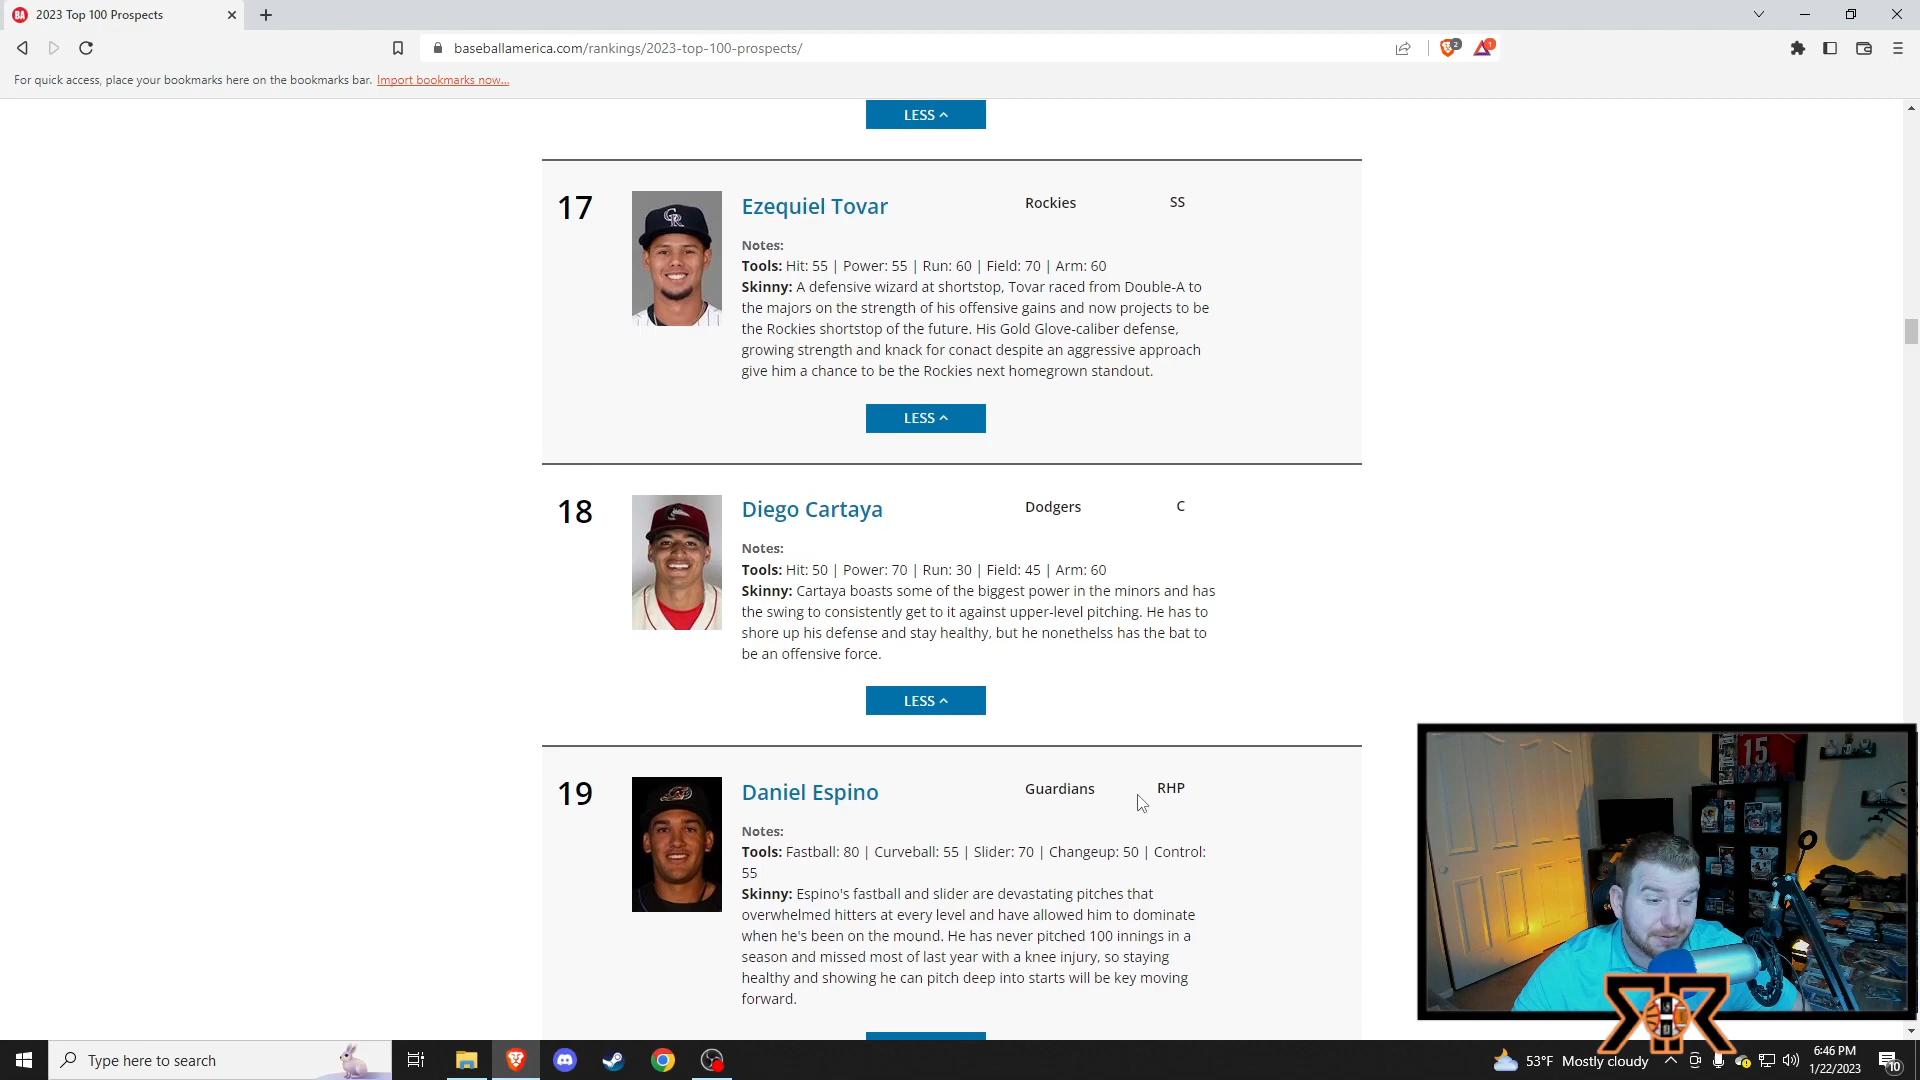 2023 Top 100 Prospects
baseballamerica.com/rankings/2023-top-100-prospects/
2
1
For quick access, place your bookmarks here on the bookmarks bar. Import bookmarks now...
LESS
17
Ezequiel Tovar
Rockies
SS
Notes:
Tools: Hit: 55 | Power: 55 | Run: 60 | Field: 70 | Arm: 60
Skinny: A defensive wizard at shortstop, Tovar raced from Double-A to
the majors on the strength of his offensive gains and now projects to be
the Rockies shortstop of the future. His Gold Glove-caliber defense,
growing strength and knack for conact despite an aggressive approach
give him a chance to be the Rockies next homegrown standout.
LESS
18
Diego Cartaya
Dodgers
C
Notes:
Tools: Hit: 50 | Power: 70 | Run: 30 | Field: 45 | Arm: 60
Skinny: Cartaya boasts some of the biggest power in the minors and has
the swing to consistently get to it against upper-level pitching. He has to
shore up his defense and stay healthy, but he nonethelss has the bat to
be an offensive force.
LESS
19
Daniel Espino
Guardians
RHP
Notes:
Tools: Fastball: 80 | Curveball: 55 | Slider: 70 | Changeup: 50 | Control:
55
Skinny: Espino's fastball and slider are devastating pitches that
overwhelmed hitters at every level and have allowed him to dominate
when he's been on the mound. He has never pitched 100 innings in a
season and missed most of last year with a knee injury, so staying
healthy and showing he can pitch deep into starts will be key moving
forward.
15
Type here to search
53°F Mostly cloudy
6:46 PM
1/22/2023
10